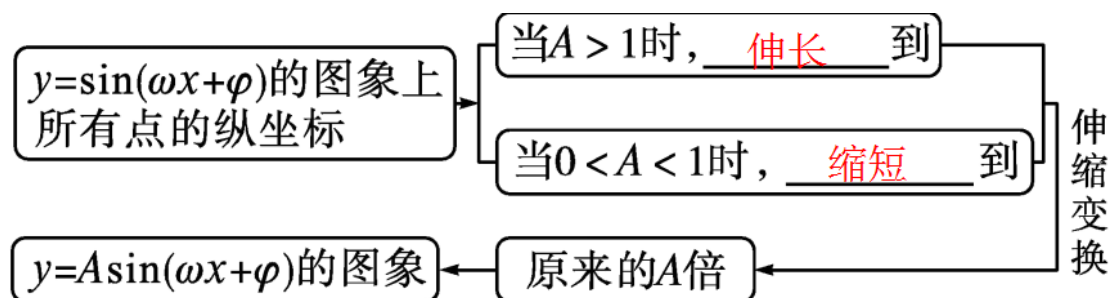 y=sin(ωx+φ)的图象上
所有点的纵坐标
当A>1时,伸长到
当0<A<1时,缩短到
伸缩变换
原来的A倍
y=Asin(ωx+φ)的图象